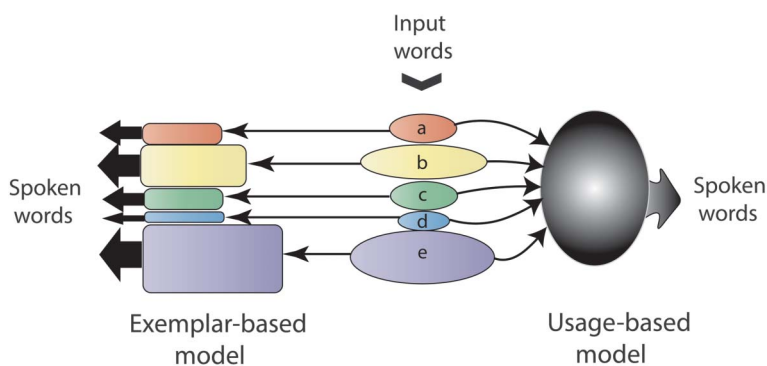 Input
words
a
b
c
d
e
Spoken
words
Spoken
words
Exemplar-based
model
Usage-based
model